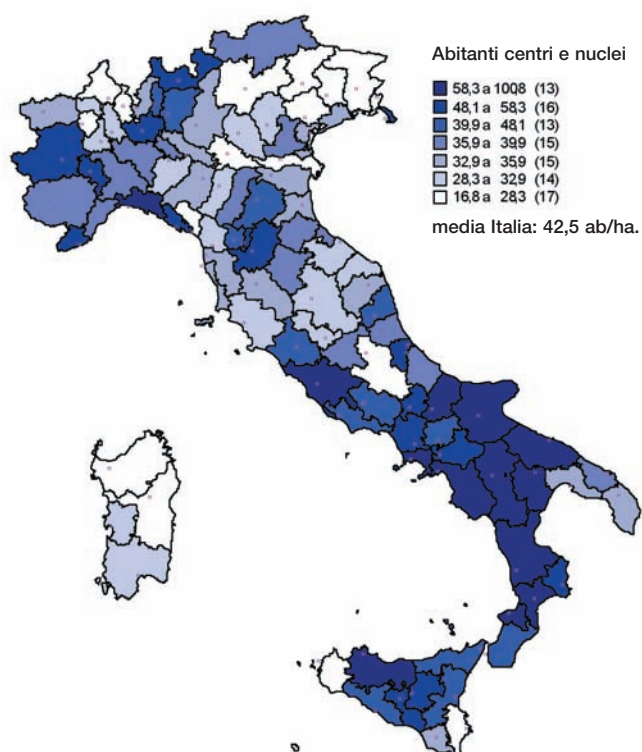 Abitanti centri e nuclei
58,3 a 100,8 (13)
48,1 a 58,3 (16)
39,9 a 48,1 (13)
35,9 a 39,9 (15)
32,9 a 35,9 (15)
28,3 a 32,9 (14)
16,8 a 28,3 (17)
media Italia: 42,5 ab/ha.